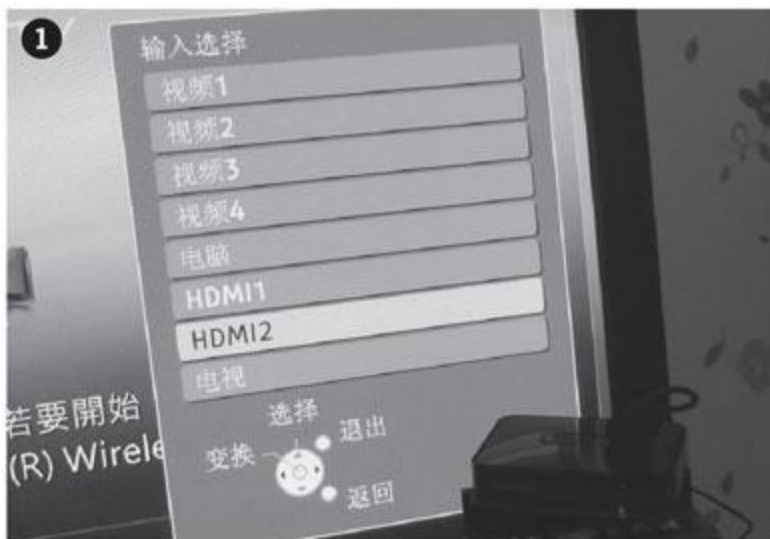 1
输入选择
视频1
视频2
视频3
视频4
电脑
HDMI1
HDMI2
电视
选择
变换
退出
返回
若要開始
(R) Wirele